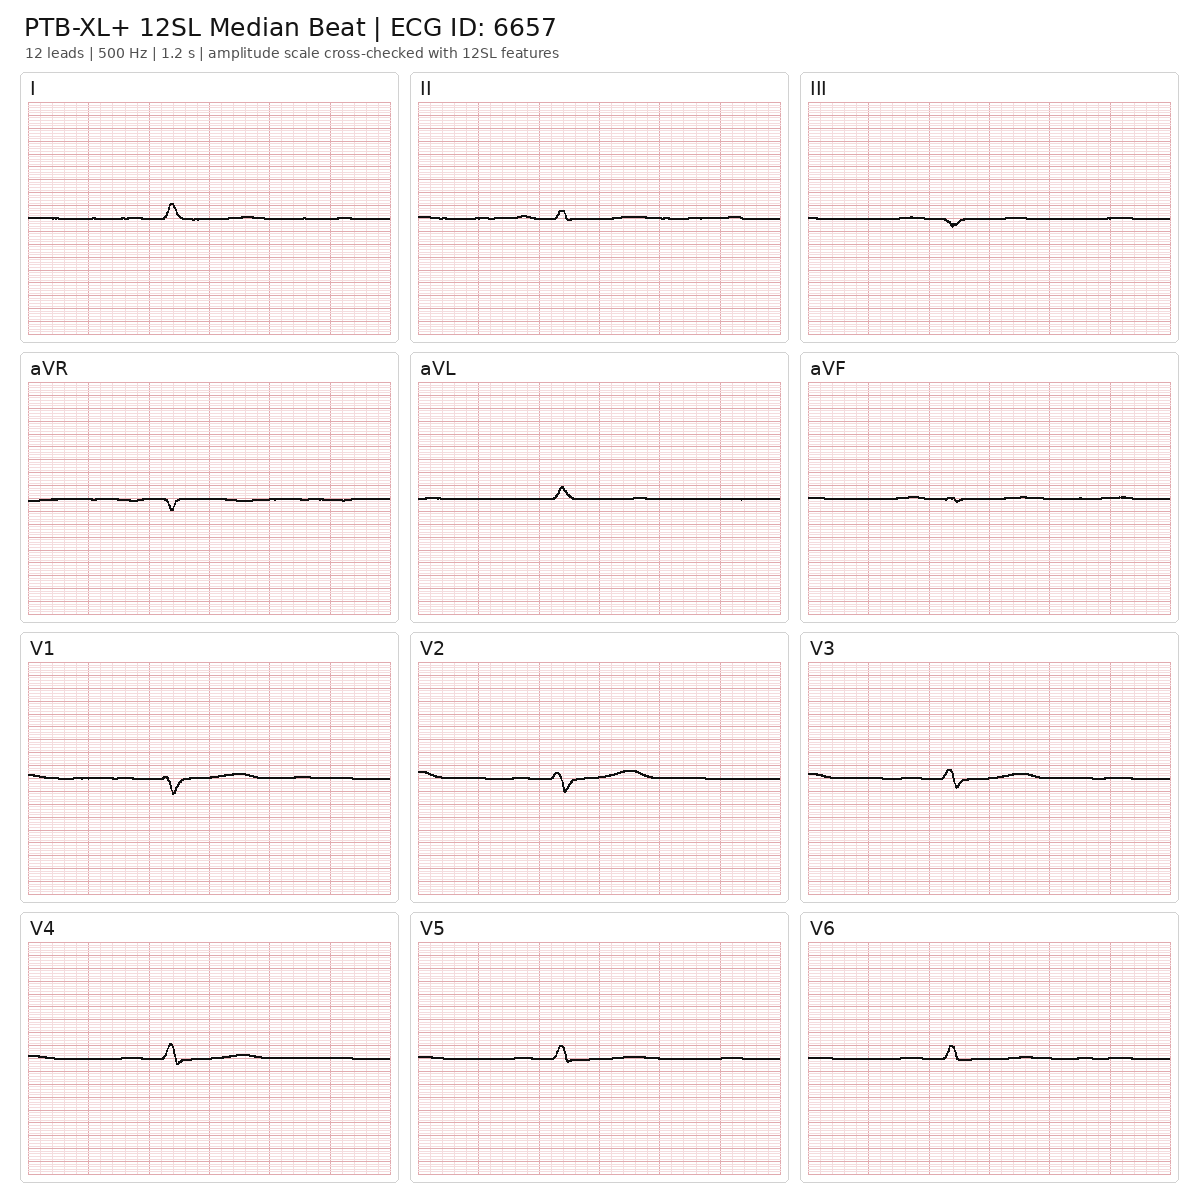 PTB-XL+ 12SL Median Beat | ECG ID: 6657
12 leads | 500 Hz | 1.2 s | amplitude scale cross-checked with 12SL features
I
II
III
aVR
aVL
aVF
V1
V2
V3
V4
V5
V6